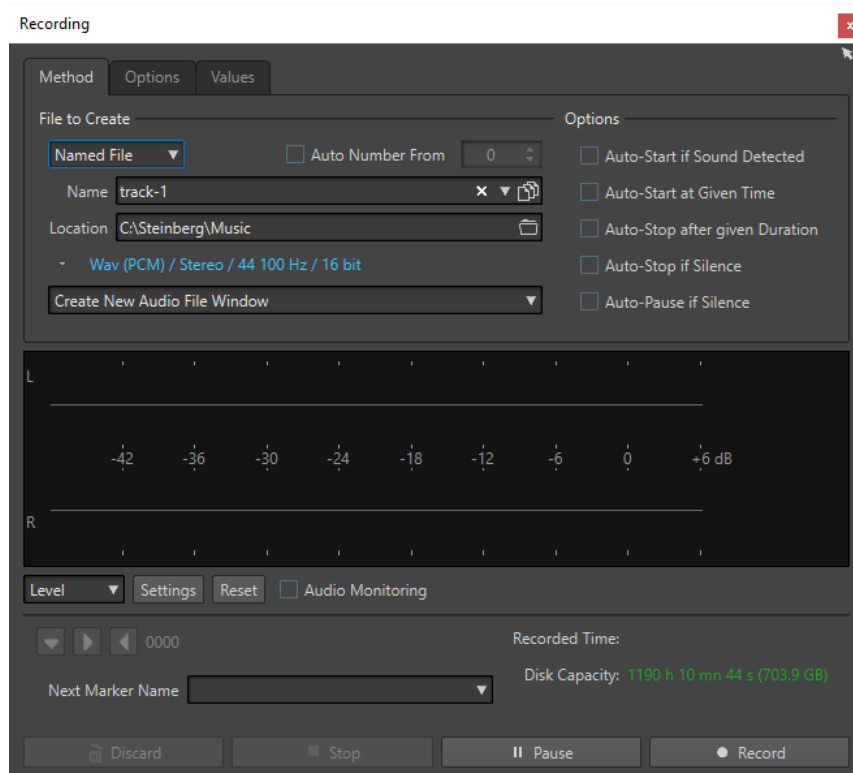 Recording
x
Method Options Values
File to Create
Named File
Auto Number From 0
Name track-1
Location C:\Steinberg\Music
Wav (PCM) / Stereo / 44 100 Hz / 16 bit
Create New Audio File Window
Options
Auto-Start if Sound Detected
Auto-Start at Given Time
Auto-Stop after given Duration
Auto-Stop if Silence
Auto-Pause if Silence
L
-42 -36 -30 -24 -18 -12 -6 0 +6 dB
R
Level Settings Reset Audio Monitoring
0000
Recorded Time:
Disk Capacity: 1190 h 10 mn 44 s (703.9 GB)
Next Marker Name
Discard Stop Pause Record